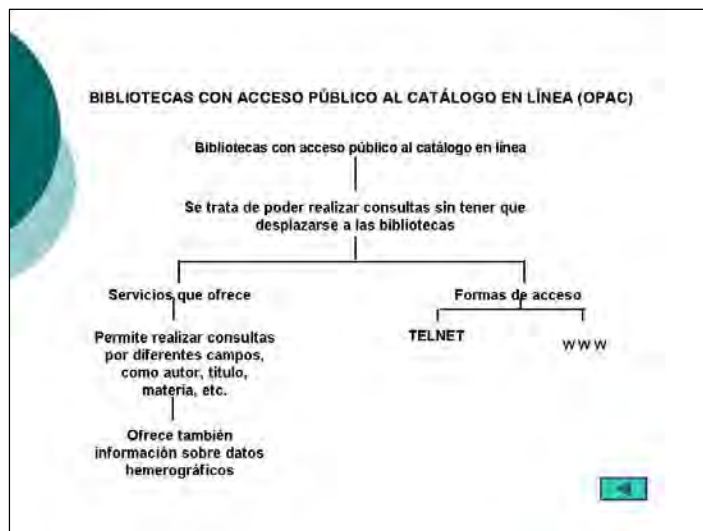 BIBLIOTECAS CON ACCESO PÚBLICO AL CATÁLOGO EN LÍNEA (OPAC)
Bibliotecas con acceso público al catálogo en línea
Se trata de poder realizar consultas sin tener que
desplazarse a las bibliotecas
Servicios que ofrece
Permite realizar consultas
por diferentes campos,
como autor, titulo,
materia, etc.
Ofrece también
información sobre datos
hemerográficos
Formas de acceso
TELNET
WWW